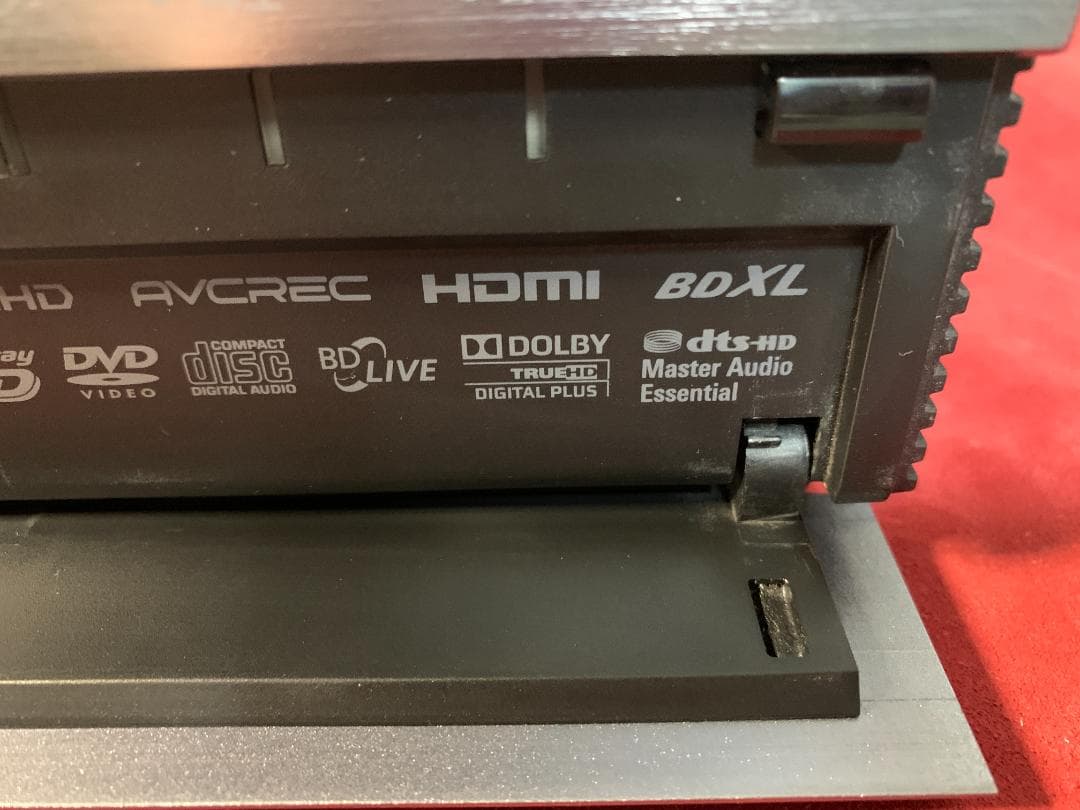 HD AVCREC HDMI BDXL
ray DVD VIDEO COMPACT disc DIGITAL AUDIO BD LIVE DOLBY TRUEHD DIGITAL PLUS dts-HD Master Audio Essential